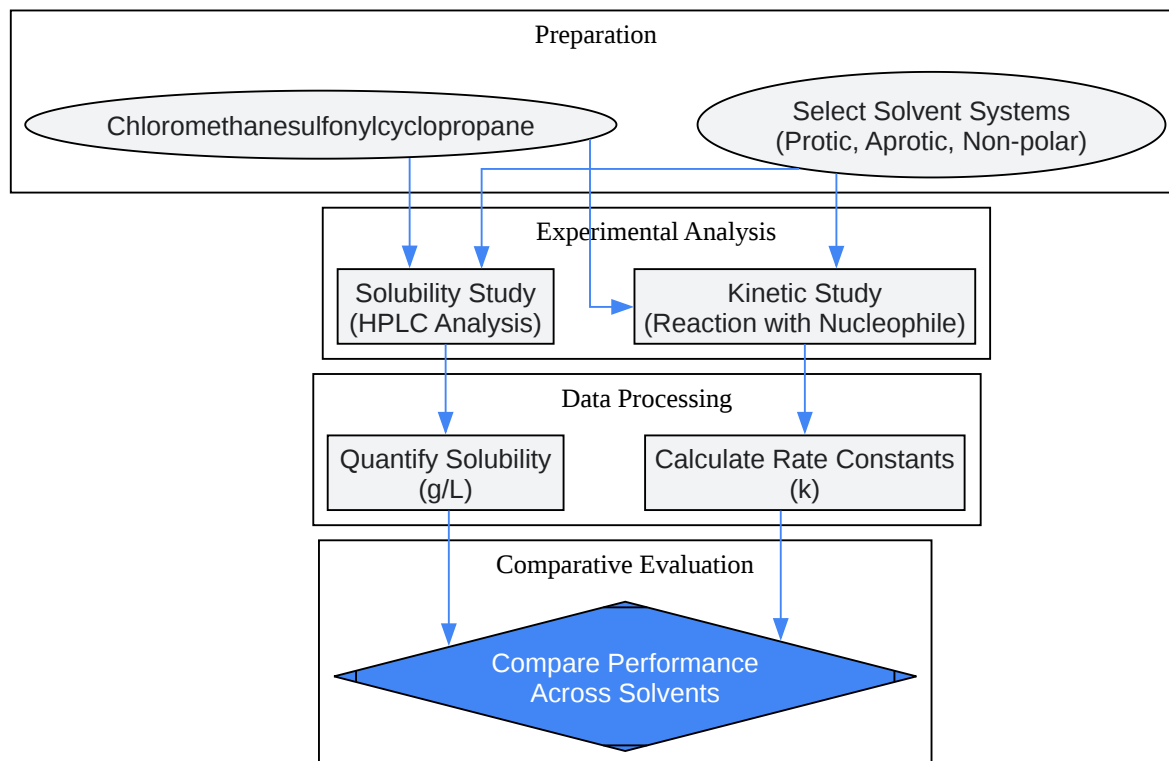 Preparation
Chloromethanesulfonylcyclopropane
Select Solvent Systems
(Protic, Aprotic, Non-polar)
Experimental Analysis
Solubility Study
(HPLC Analysis)
Kinetic Study
(Reaction with Nucleophile)
Data Processing
Quantify Solubility
(g/L)
Calculate Rate Constants
(k)
Comparative Evaluation
Compare Performance
Across Solvents